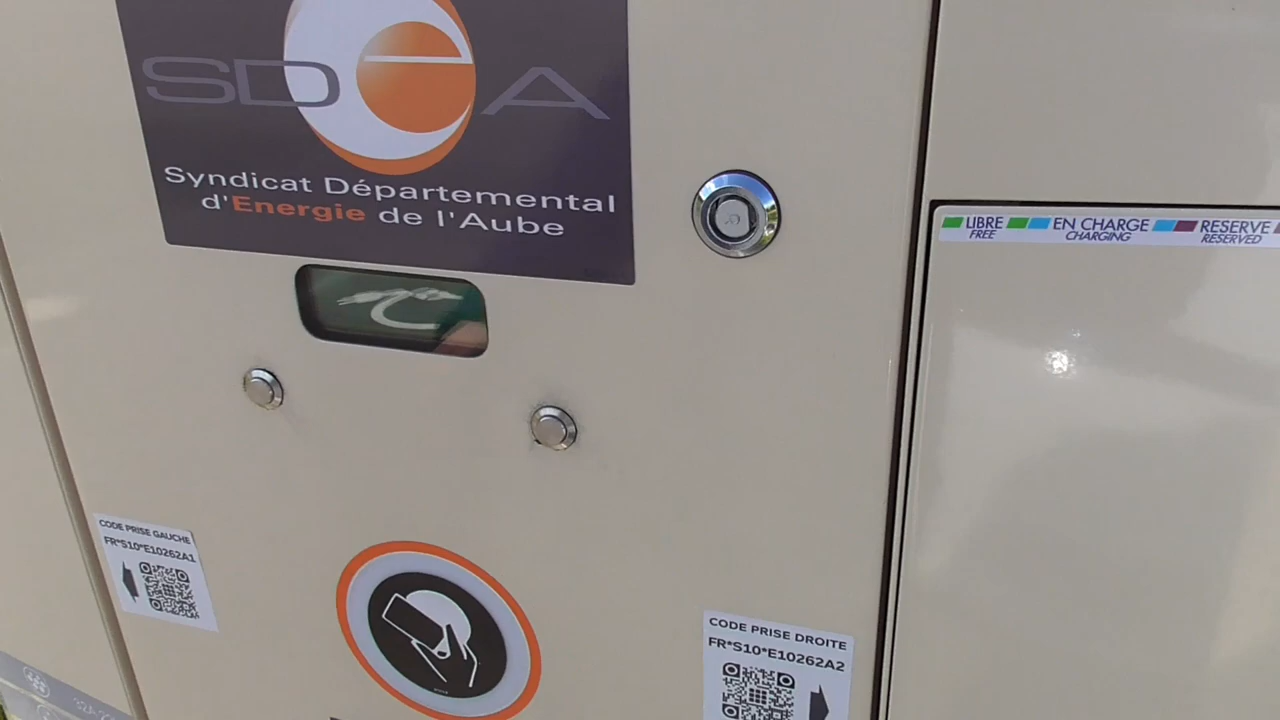 SDeA
Syndicat Départemental
d'Energie de l'Aube
LIBRE EN CHARGE RESERVE
FREE CHARGING RESERVED
CODE PRISE GAUCHE
FR*S10*E10262A1
CODE PRISE DROITE
FR*S10*E10262A2